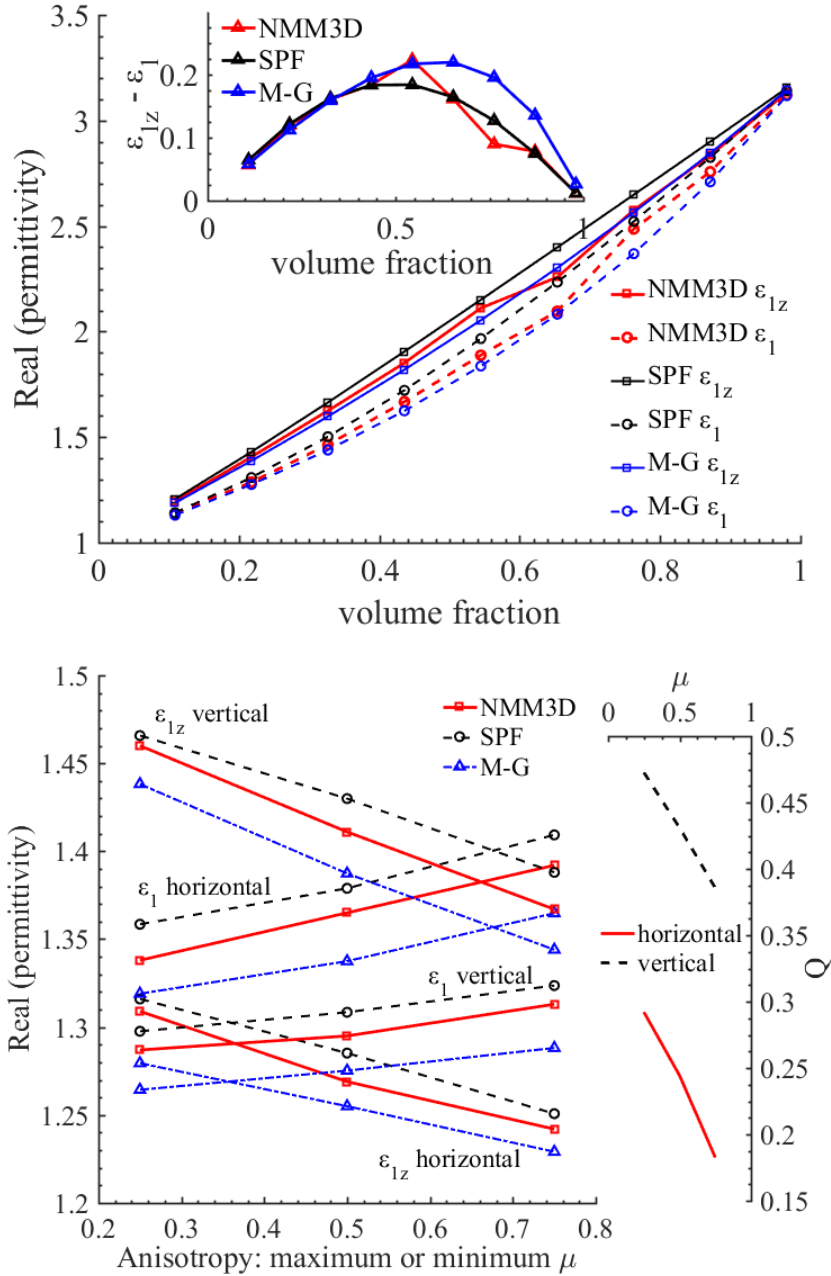 3.5
3
2.5
2
1.5
1
0 0.2 0.4 0.6 0.8 1
volume fraction
Real (permittivity)
0.2
0.1
0
0 0.5 1
volume fraction
ε1z - ε1
NMM3D
SPF
M-G
NMM3D ε1z
NMM3D ε1
SPF ε1z
SPF ε1
M-G ε1z
M-G ε1
1.5
1.45
1.4
1.35
1.3
1.25
1.2
0.2 0.3 0.4 0.5 0.6 0.7 0.8
Anisotropy: maximum or minimum μ
Real (permittivity)
ε1z vertical
ε1 horizontal
ε1 vertical
ε1z horizontal
NMM3D
SPF
M-G
μ
0 0.5 1
0.5
0.45
0.4
0.35
0.3
0.25
0.2
0.15
Q
horizontal
vertical